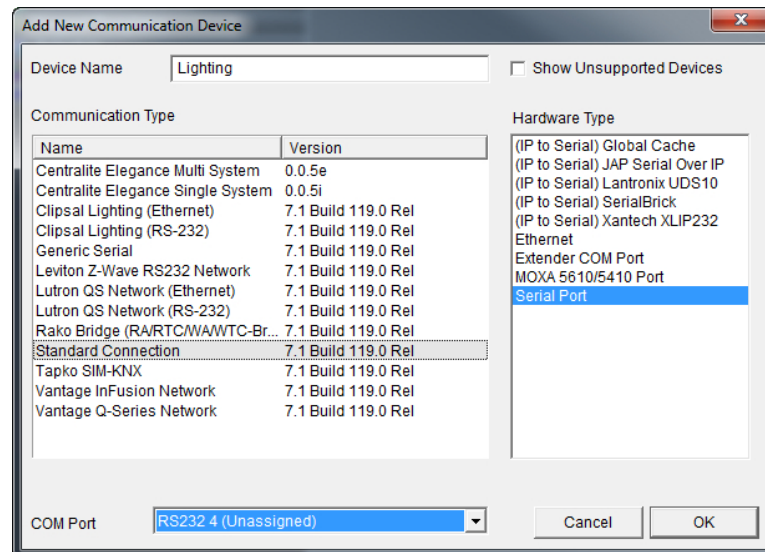 Add New Communication Device
Device Name Lighting Show Unsupported Devices
Communication Type
Name Version
Centralite Elegance Multi System 0.0.5e
Centralite Elegance Single System 0.0.5i
Clipsal Lighting (Ethernet) 7.1 Build 119.0 Rel
Clipsal Lighting (RS-232) 7.1 Build 119.0 Rel
Generic Serial 7.1 Build 119.0 Rel
Leviton Z-Wave RS232 Network 7.1 Build 119.0 Rel
Lutron QS Network (Ethernet) 7.1 Build 119.0 Rel
Lutron QS Network (RS-232) 7.1 Build 119.0 Rel
Rako Bridge (RA/RTC/WA/WTC-Br... 7.1 Build 119.0 Rel
Standard Connection 7.1 Build 119.0 Rel
Tapko SIM-KNX 7.1 Build 119.0 Rel
Vantage InFusion Network 7.1 Build 119.0 Rel
Vantage Q-Series Network 7.1 Build 119.0 Rel
Hardware Type
(IP to Serial) Global Cache
(IP to Serial) JAP Serial Over IP
(IP to Serial) Lantronix UDS10
(IP to Serial) SerialBrick
(IP to Serial) Xantech XLIP232
Ethernet
Extender COM Port
MOXA 5610/5410 Port
Serial Port
COM Port RS232 4 (Unassigned) Cancel OK